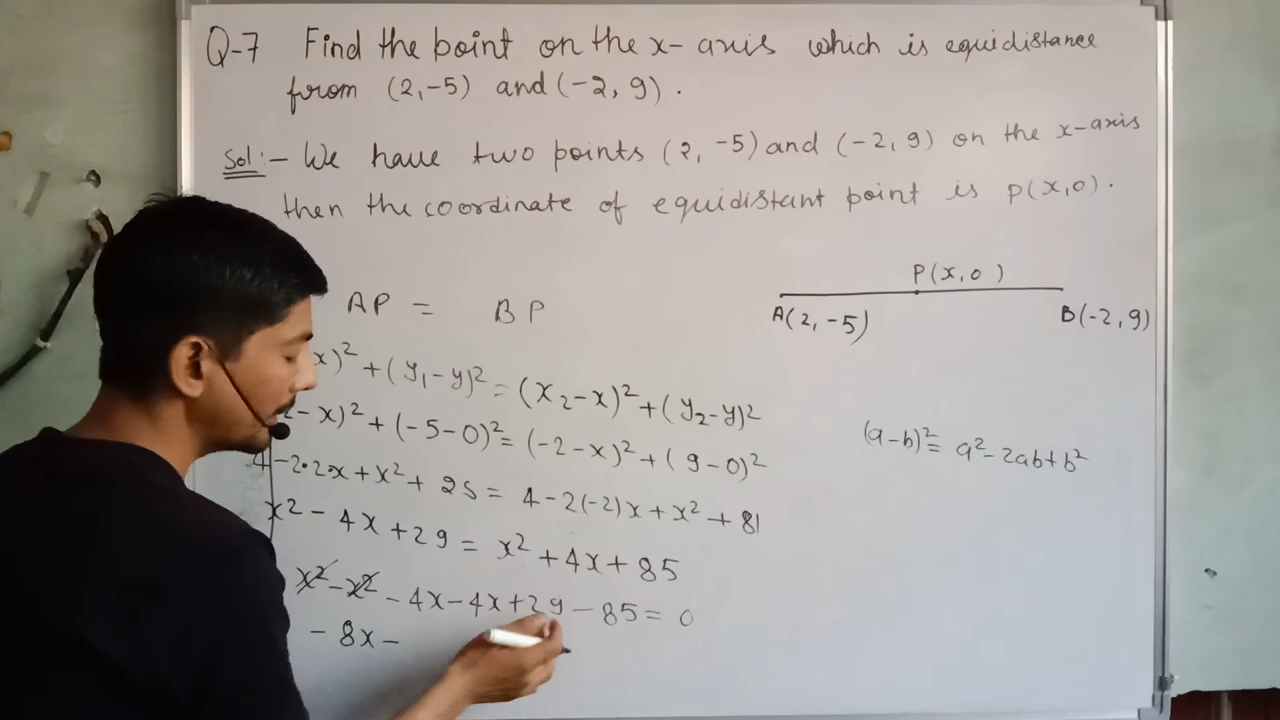 Q-7 Find the point on the x-axis which is equidistance
from (2,-5) and (-2, 9).
Sol:- We have two points (2, -5) and (-2, 9) on the x-axis
then the coordinate of equidistant point is P(x,0).
P(x,0)
A(2,-5) B(-2,9)
AP = BP
x)² + (y₁-y)² = (x₂-x)² + (y₂-y)²
2-x)² + (-5-0)² = (-2-x)² + (9-0)²
(a-b)² = a²-2ab+b²
4-2·2·x+x²+25 = 4-2(-2)x+x²+81
x²-4x+29 = x²+4x+85
x²-x²-4x-4x+29-85=0
-8x-